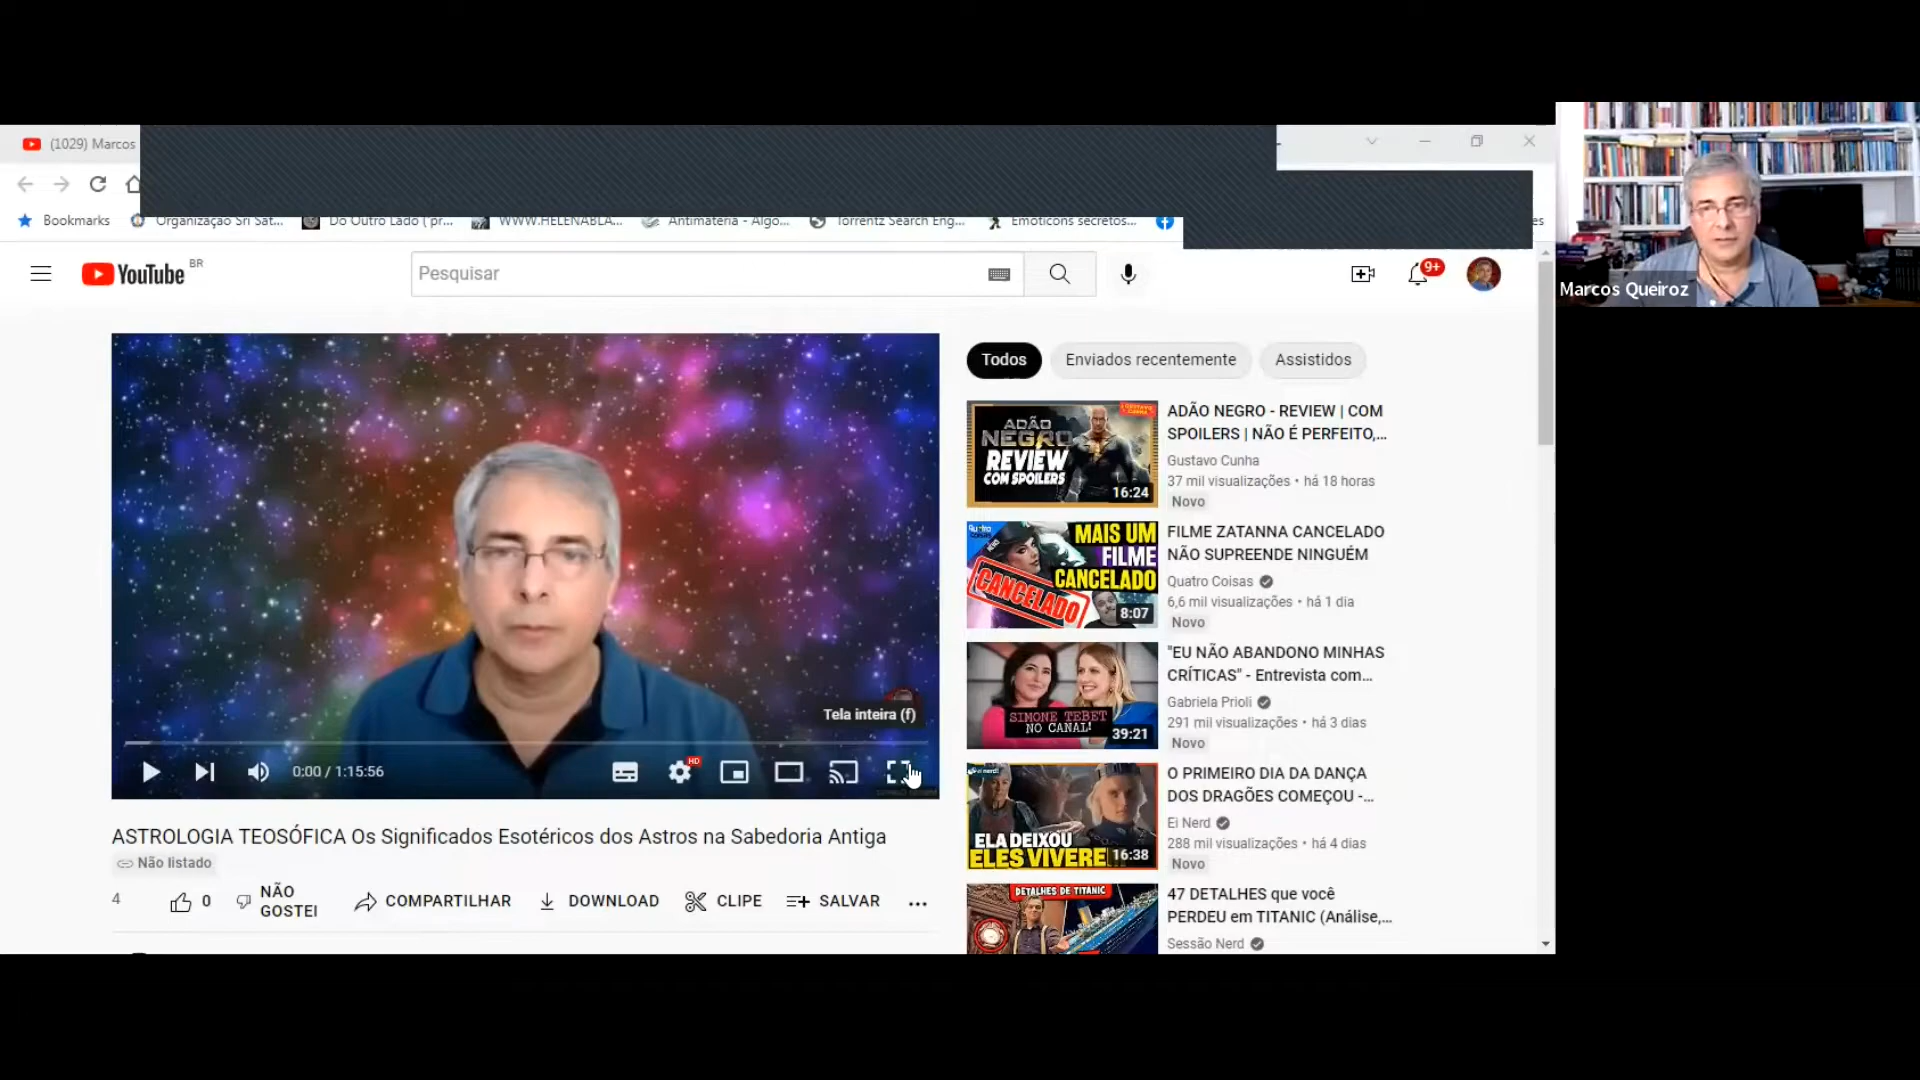 (1029) Marcos
Bookmarks
Organização Sri Sat...
Do Outro Lado ( pr...
WWW.HELENABLA...
Antimateria - Algo...
Torrentz Search Eng...
Emoticons secretos...
es
YouTube BR
Pesquisar
9+
Marcos Queiroz
Tela inteira (f)
0:00 / 1:15:56
HD
ASTROLOGIA TEOSÓFICA Os Significados Esotéricos dos Astros na Sabedoria Antiga
Não listado
4
0
NÃO
GOSTEI
COMPARTILHAR
DOWNLOAD
CLIPE
SALVAR
Todos
Enviados recentemente
Assistidos
ADÃO
NEGRO
REVIEW
COM SPOILERS
16:24
ADÃO NEGRO - REVIEW | COM
SPOILERS | NÃO É PERFEITO,...
Gustavo Cunha
37 mil visualizações • há 18 horas
Novo
MAIS UM
FILME
CANCELADO
CANCELADO
8:07
FILME ZATANNA CANCELADO
NÃO SUPREENDE NINGUÉM
Quatro Coisas
6,6 mil visualizações • há 1 dia
Novo
SIMONE TEBET
NO CANAL!
39:21
"EU NÃO ABANDONO MINHAS
CRÍTICAS" - Entrevista com...
Gabriela Prioli
291 mil visualizações • há 3 dias
Novo
ei nerd!
ELA DEIXOU
ELES VIVERE
16:38
O PRIMEIRO DIA DA DANÇA
DOS DRAGÕES COMEÇOU -...
Ei Nerd
288 mil visualizações • há 4 dias
Novo
DETALHES DE TITANIC
47 DETALHES que você
PERDEU em TITANIC (Análise,...
Sessão Nerd